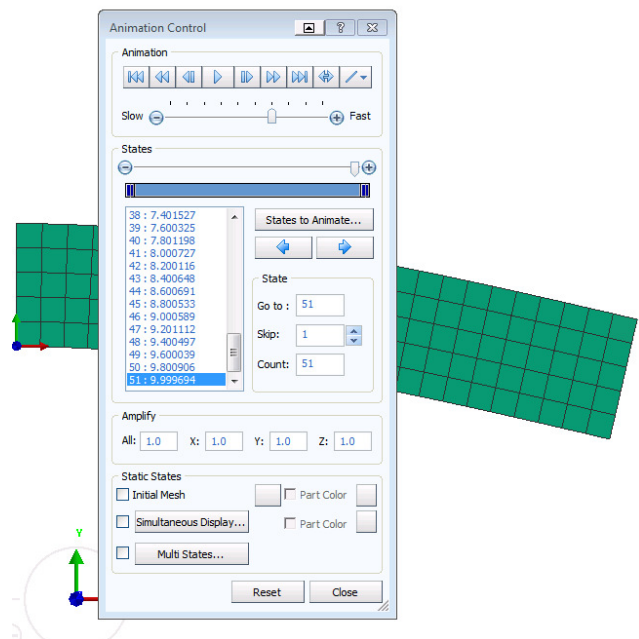 Animation Control
?
Animation
Slow
Fast
States
38 : 7.401527
39 : 7.600325
40 : 7.801198
41 : 8.000727
42 : 8.200116
43 : 8.400648
44 : 8.600691
45 : 8.800533
46 : 9.000589
47 : 9.201112
48 : 9.400497
49 : 9.600039
50 : 9.800906
51 : 9.999694
States to Animate...
State
Go to : 51
Skip: 1
Count: 51
Amplify
All: 1.0 X: 1.0 Y: 1.0 Z: 1.0
Static States
Initial Mesh
Part Color
Simultaneous Display...
Part Color
Multi States...
Reset Close
Y